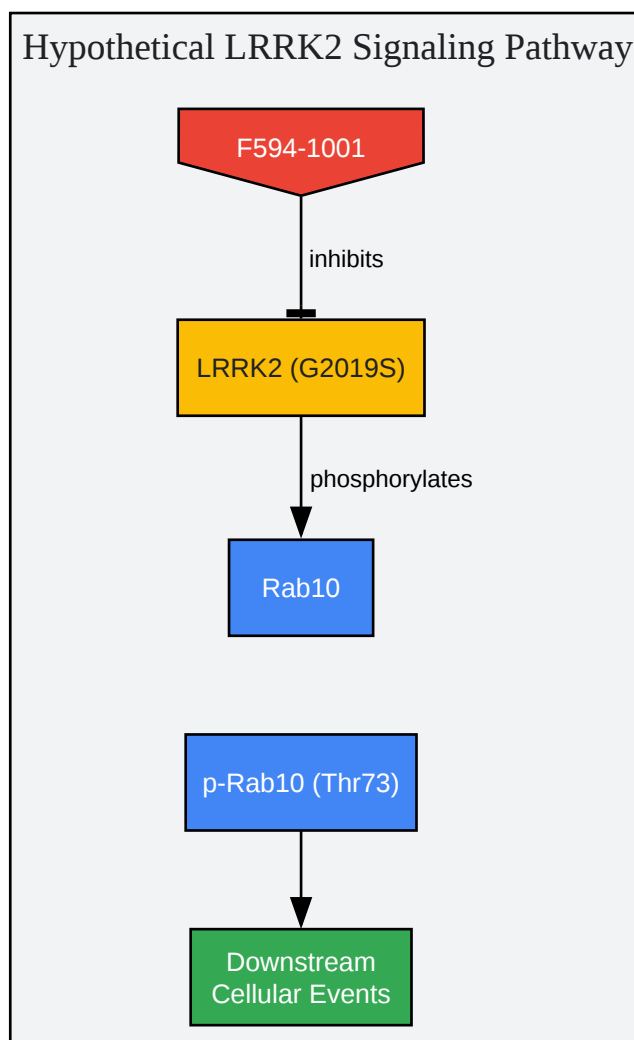 Hypothetical LRRK2 Signaling Pathway
F594-1001
inhibits
LRRK2 (G2019S)
phosphorylates
Rab10
p-Rab10 (Thr73)
Downstream
Cellular Events